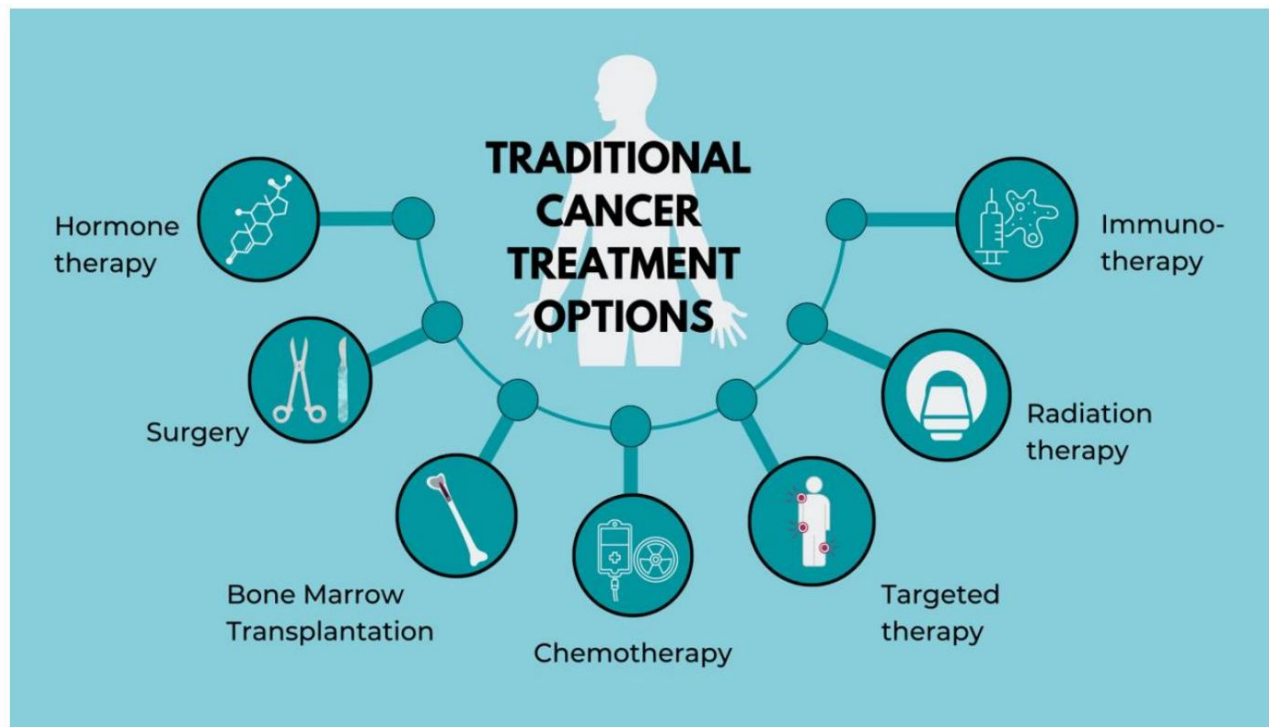 TRADITIONAL
CANCER
TREATMENT
OPTIONS
Hormone
therapy
Surgery
Bone Marrow
Transplantation
Chemotherapy
Targeted
therapy
Radiation
therapy
Immuno-
therapy